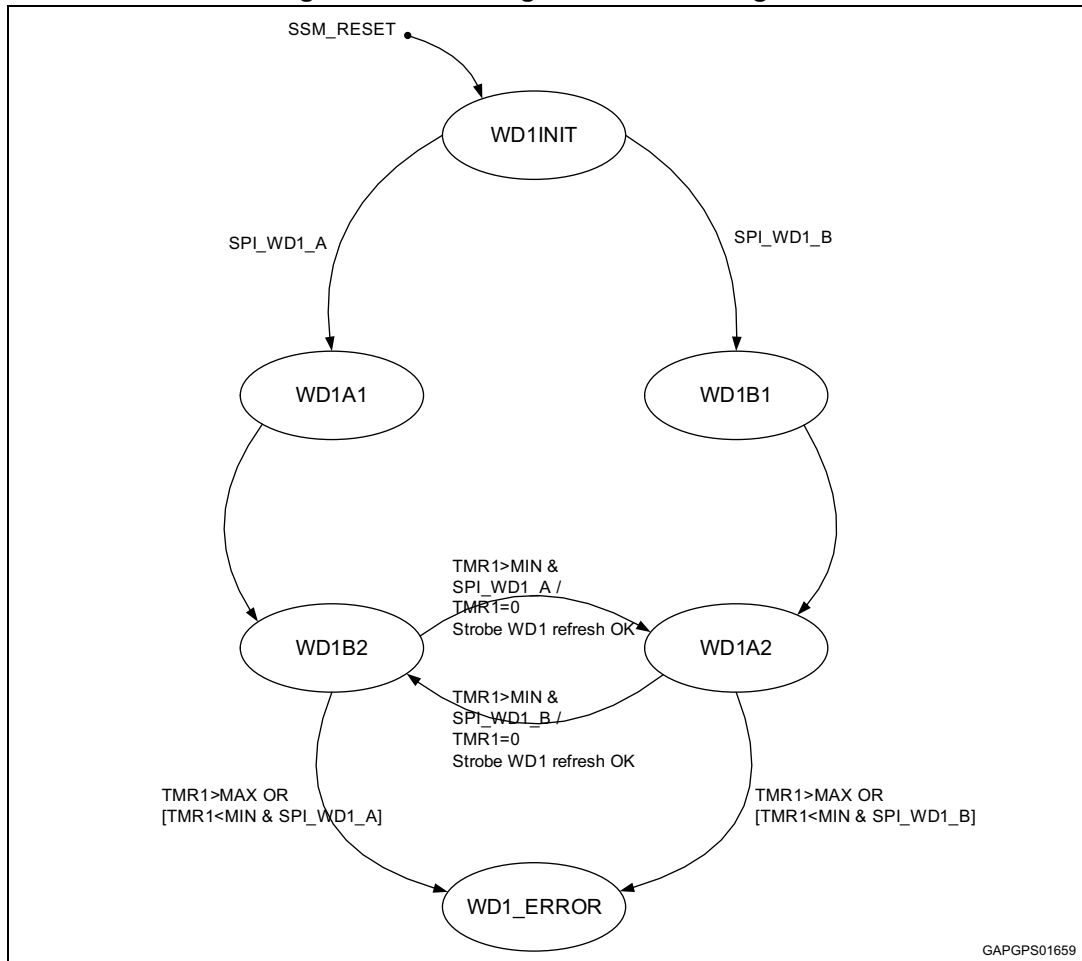 SSM_RESET
WD1INIT
SPI_WD1_A
SPI_WD1_B
WD1A1
WD1B1
TMR1>MIN &
SPI_WD1_A /
TMR1=0
Strobe WD1 refresh OK
WD1B2
WD1A2
TMR1>MIN &
SPI_WD1_B /
TMR1=0
Strobe WD1 refresh OK
TMR1>MAX OR
[TMR1<MIN & SPI_WD1_A]
TMR1>MAX OR
[TMR1<MIN & SPI_WD1_B]
WD1_ERROR
GAPGPS01659